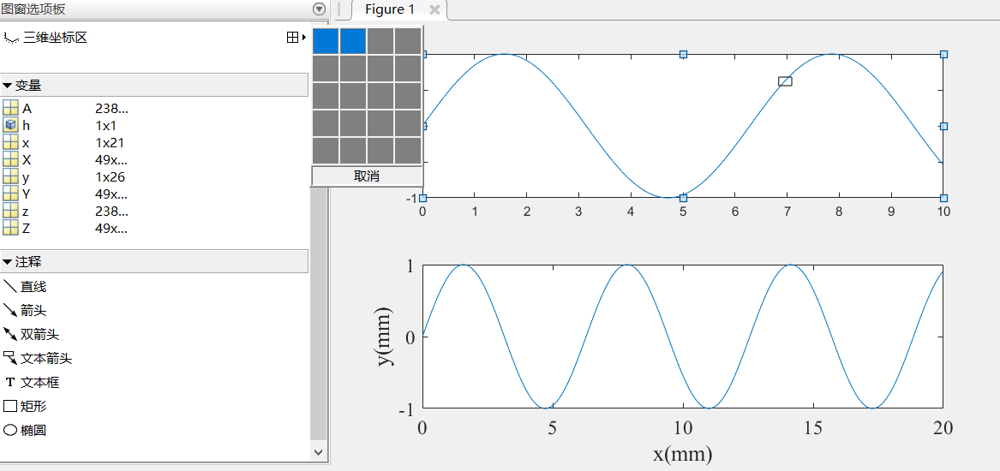 图窗选项板
三维坐标区
变量
A 238...
h 1x1
x 1x21
X 49x...
y 1x26
Y 49x...
z 238...
Z 49x...
注释
直线
箭头
双箭头
文本箭头
T 文本框
矩形
椭圆
取消
Figure 1
-1
0 1 2 3 4 5 6 7 8 9 10
1
0
-1
y(mm)
0 5 10 15 20
x(mm)